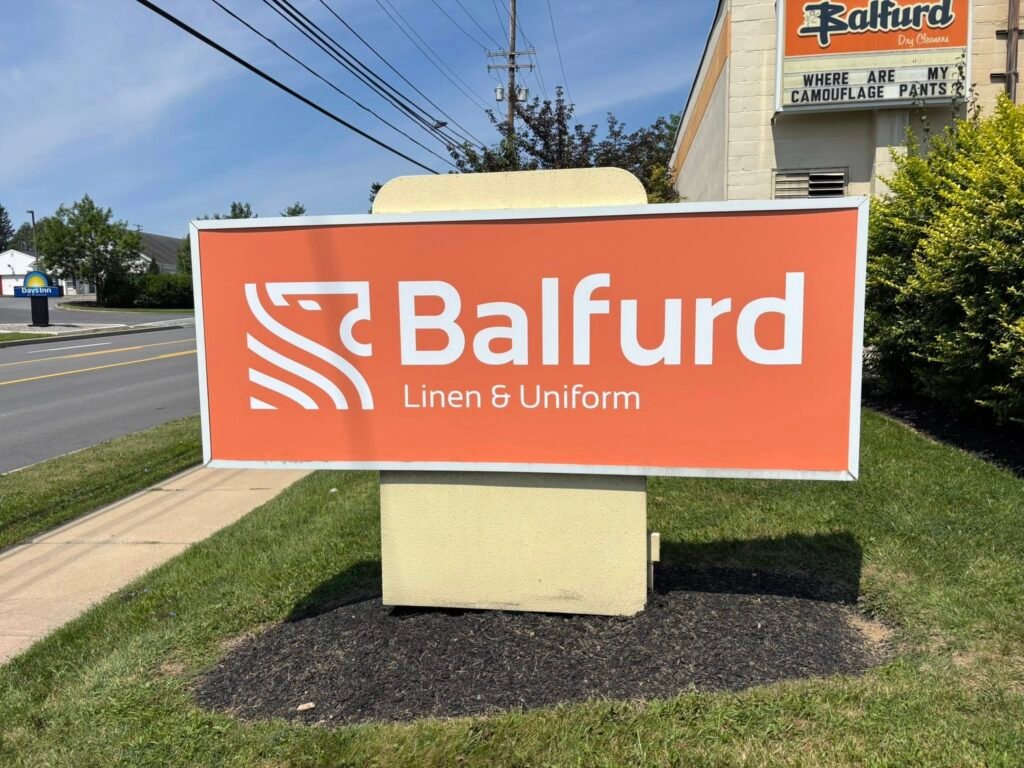 Balfurd
Dry Cleaners
WHERE ARE MY
CAMOUFLAGE PANTS?
Days Inn
Balfurd
Linen & Uniform